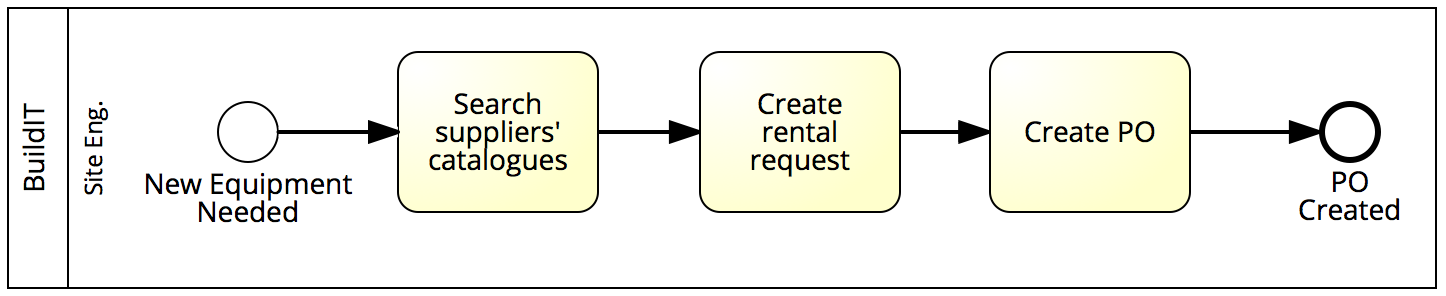 BuildIT
Site Eng.
New Equipment
Needed
Search
suppliers'
catalogues
Create
rental
request
Create PO
PO
Created